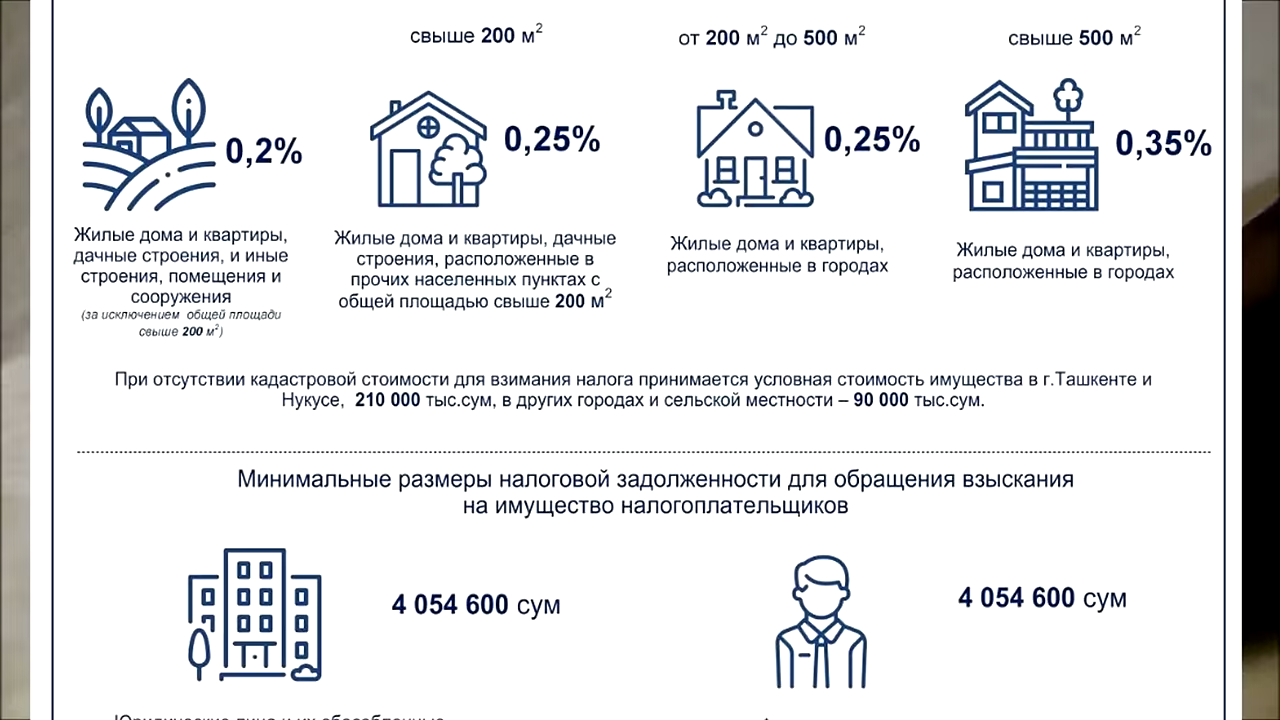 свыше 200 м²
от 200 м² до 500 м²
свыше 500 м²
0,2%
0,25%
0,25%
0,35%
Жилые дома и квартиры,
дачные строения, и иные
строения, помещения и
сооружения
(за исключением общей площади
свыше 200 м²)
Жилые дома и квартиры, дачные
строения, расположенные в
прочих населенных пунктах с
общей площадью свыше 200 м²
Жилые дома и квартиры,
расположенные в городах
Жилые дома и квартиры,
расположенные в городах
При отсутствии кадастровой стоимости для взимания налога принимается условная стоимость имущества в г.Ташкенте и
Нукусе, 210 000 тыс.сум, в других городах и сельской местности – 90 000 тыс.сум.
Минимальные размеры налоговой задолженности для обращения взыскания
на имущество налогоплательщиков
4 054 600 сум
4 054 600 сум